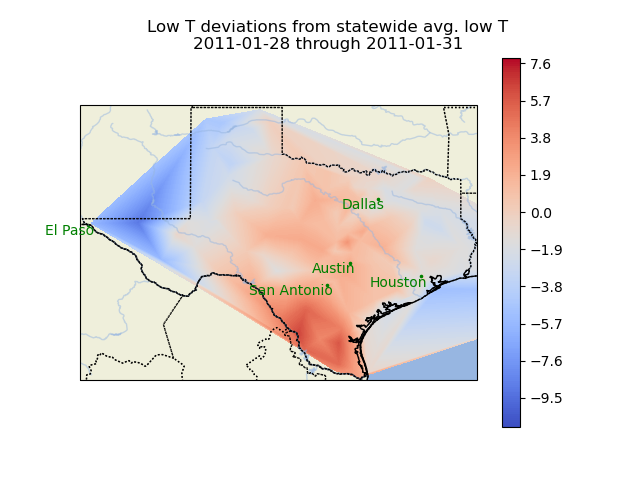 Low T deviations from statewide avg. low T
2011-01-28 through 2011-01-31
7.6
5.7
3.8
1.9
0.0
−1.9
−3.8
−5.7
−7.6
−9.5
Dallas
El Paso
Austin
Houston
San Antonio